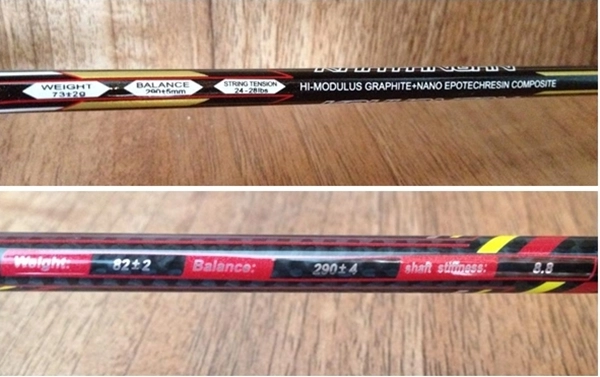 WEIGHT BALANCE STRING TENSION
73±2g 290±5mm 24-28lbs
HI-MODULUS GRAPHITE+NANO EPOTECHRESIN COMPOSITE
Weight: 82±2 Balance: 290±4 shaft stiffness: 8.8